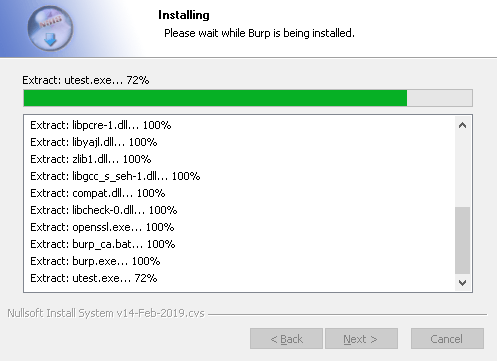 Installing
Please wait while Burp is being installed.
Extract: utest.exe... 72%
Extract: libpcre-1.dll... 100%
Extract: libyajl.dll... 100%
Extract: zlib1.dll... 100%
Extract: libgcc_s_seh-1.dll... 100%
Extract: compat.dll... 100%
Extract: libcheck-0.dll... 100%
Extract: openssl.exe... 100%
Extract: burp_ca.bat... 100%
Extract: burp.exe... 100%
Extract: utest.exe... 72%
Nullsoft Install System v14-Feb-2019.cvs
< Back
Next >
Cancel